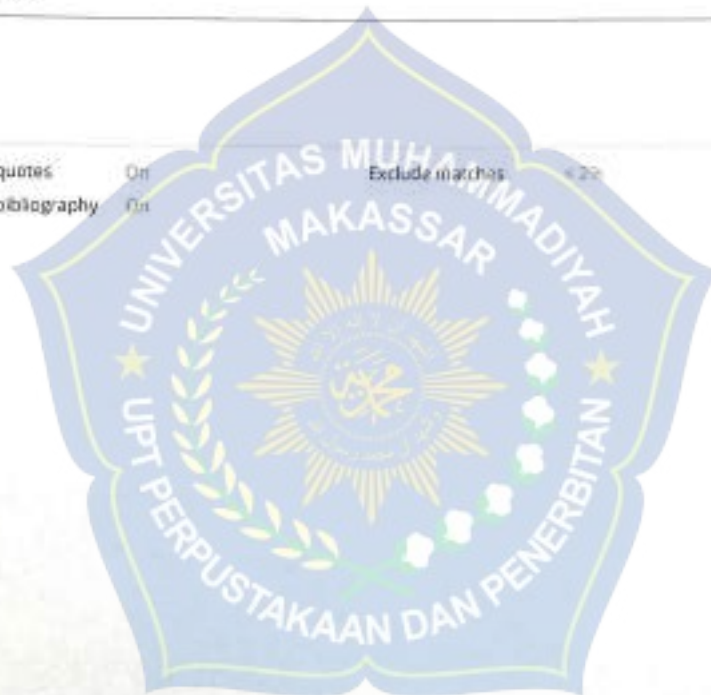 quotes On Exclude matches
bibliography On
UNIVERSITAS MUHAMMADIYAH
MAKASSAR
★ UPT PERPUSTAKAAN DAN PENERBITAN ★